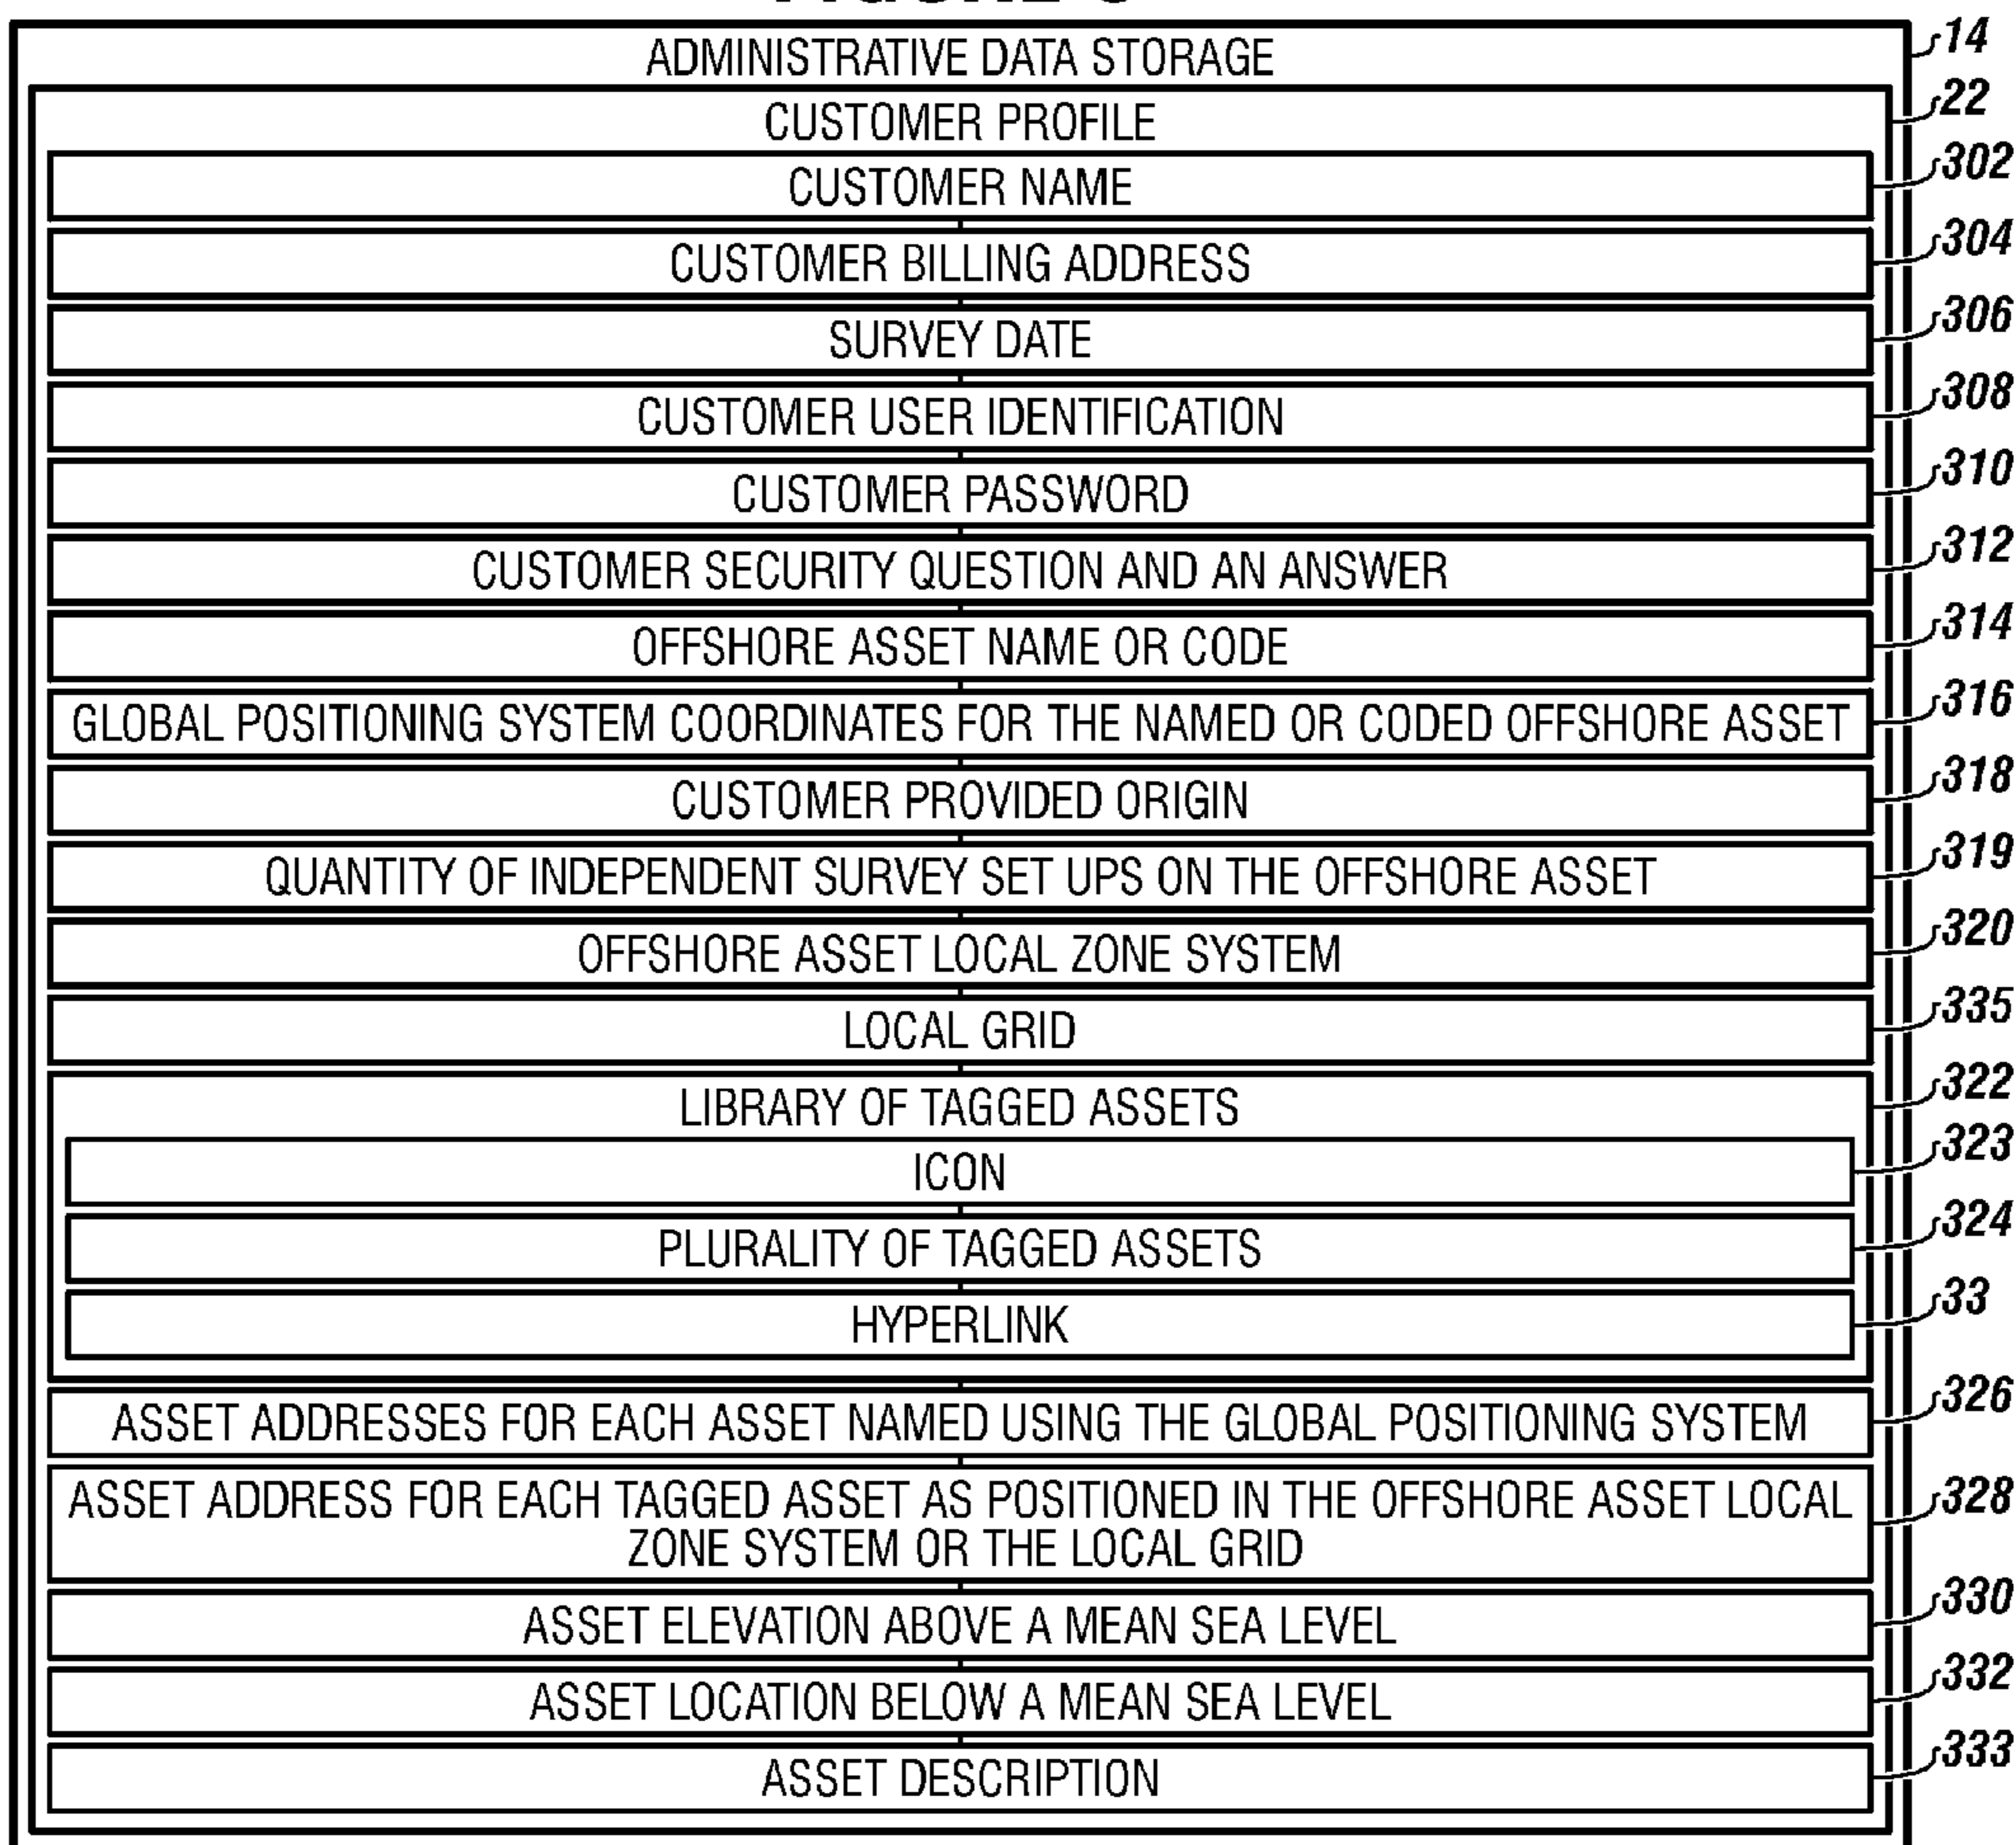 ADMINISTRATIVE DATA STORAGE 14
CUSTOMER PROFILE 22
CUSTOMER NAME 302
CUSTOMER BILLING ADDRESS 304
SURVEY DATE 306
CUSTOMER USER IDENTIFICATION 308
CUSTOMER PASSWORD 310
CUSTOMER SECURITY QUESTION AND AN ANSWER 312
OFFSHORE ASSET NAME OR CODE 314
GLOBAL POSITIONING SYSTEM COORDINATES FOR THE NAMED OR CODED OFFSHORE ASSET 316
CUSTOMER PROVIDED ORIGIN 318
QUANTITY OF INDEPENDENT SURVEY SET UPS ON THE OFFSHORE ASSET 319
OFFSHORE ASSET LOCAL ZONE SYSTEM 320
LOCAL GRID 335
LIBRARY OF TAGGED ASSETS 322
ICON 323
PLURALITY OF TAGGED ASSETS 324
HYPERLINK 33
ASSET ADDRESSES FOR EACH ASSET NAMED USING THE GLOBAL POSITIONING SYSTEM 326
ASSET ADDRESS FOR EACH TAGGED ASSET AS POSITIONED IN THE OFFSHORE ASSET LOCAL 328
ZONE SYSTEM OR THE LOCAL GRID
ASSET ELEVATION ABOVE A MEAN SEA LEVEL 330
ASSET LOCATION BELOW A MEAN SEA LEVEL 332
ASSET DESCRIPTION 333